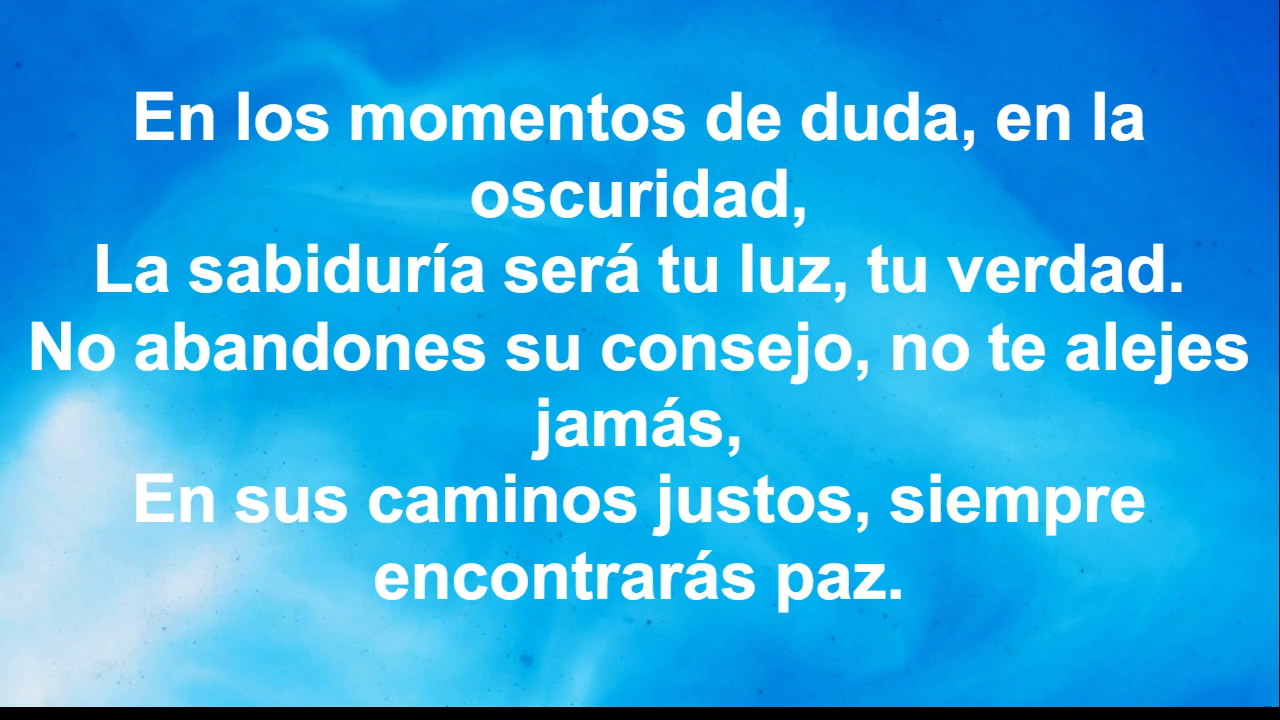 En los momentos de duda, en la
oscuridad,
La sabiduría será tu luz, tu verdad.
No abandones su consejo, no te alejes
jamás,
En sus caminos justos, siempre
encontrarás paz.